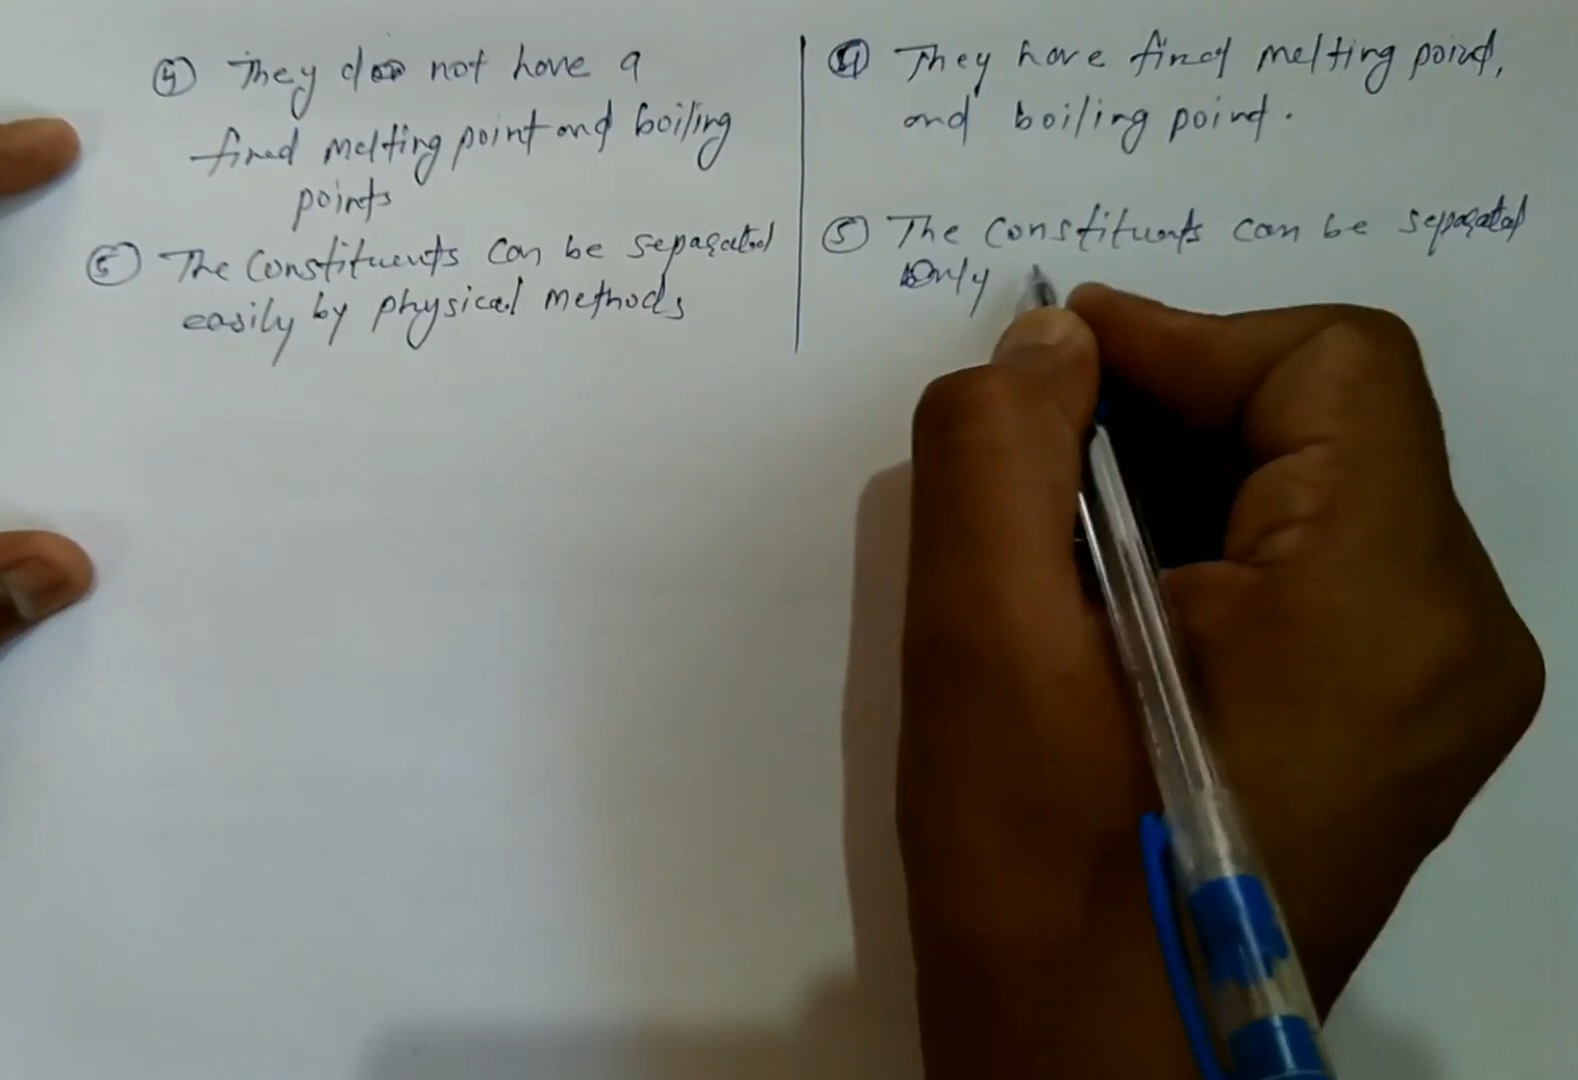 ④ They do not have a
fixed melting point and boiling
points
⑤ The Constituents can be separated
easily by physical methods
④ They have fixed melting point,
and boiling point.
⑤ The constituents can be separated
Only